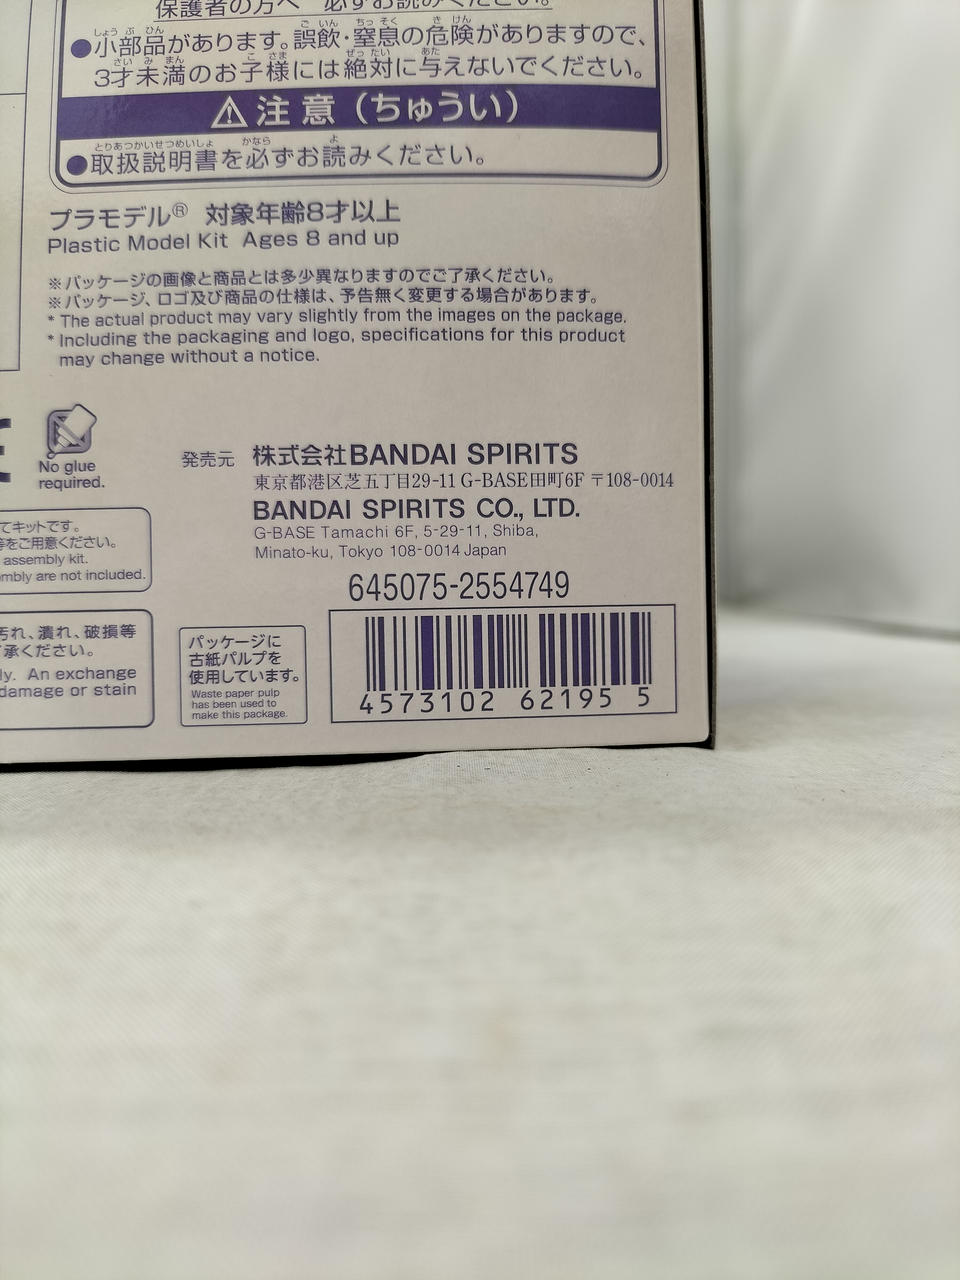 保護者の方へ 必ずお読みください。
●小部品があります。誤飲・窒息の危険がありますので、
3才未満のお子様には絶対に与えないでください。
⚠注意(ちゅうい)
●取扱説明書を必ずお読みください。
プラモデル® 対象年齢8才以上
Plastic Model Kit Ages 8 and up
※パッケージの画像と商品とは多少異なりますのでご了承ください。
※パッケージ、ロゴ及び商品の仕様は、予告無く変更する場合があります。
* The actual product may vary slightly from the images on the package.
* Including the packaging and logo, specifications for this product
may change without a notice.
No glue
required.
発売元 株式会社BANDAI SPIRITS
東京都港区芝五丁目29-11 G-BASE田町6F 〒108-0014
BANDAI SPIRITS CO., LTD.
G-BASE Tamachi 6F, 5-29-11, Shiba,
Minato-ku, Tokyo 108-0014 Japan
てキットです。
等をご用意ください。
assembly kit.
mbly are not included.
汚れ、潰れ、破損等
了承ください。
ly. An exchange
damage or stain
パッケージに
古紙パルプを
使用しています。
Waste paper pulp
has been used to
make this package.
645075-2554749
4573102 62195 5